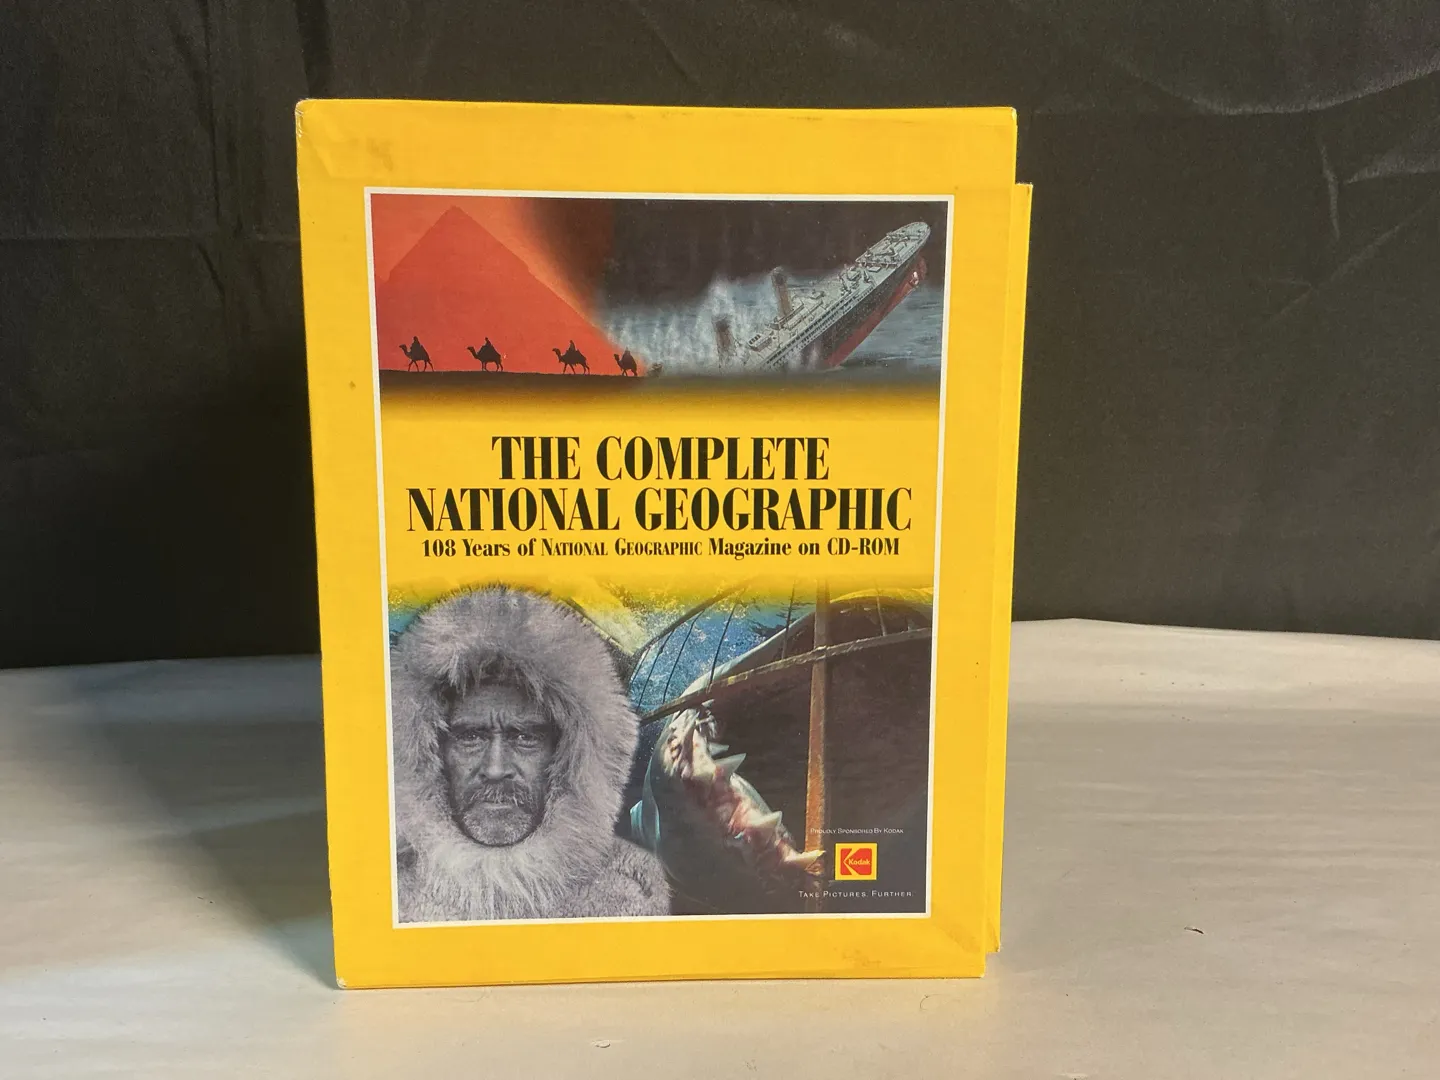 THE COMPLETE
NATIONAL GEOGRAPHIC
108 Years of NATIONAL GEOGRAPHIC Magazine on CD-ROM
PROUDLY SPONSORED BY KODAK
Kodak
TAKE PICTURES. FURTHER.